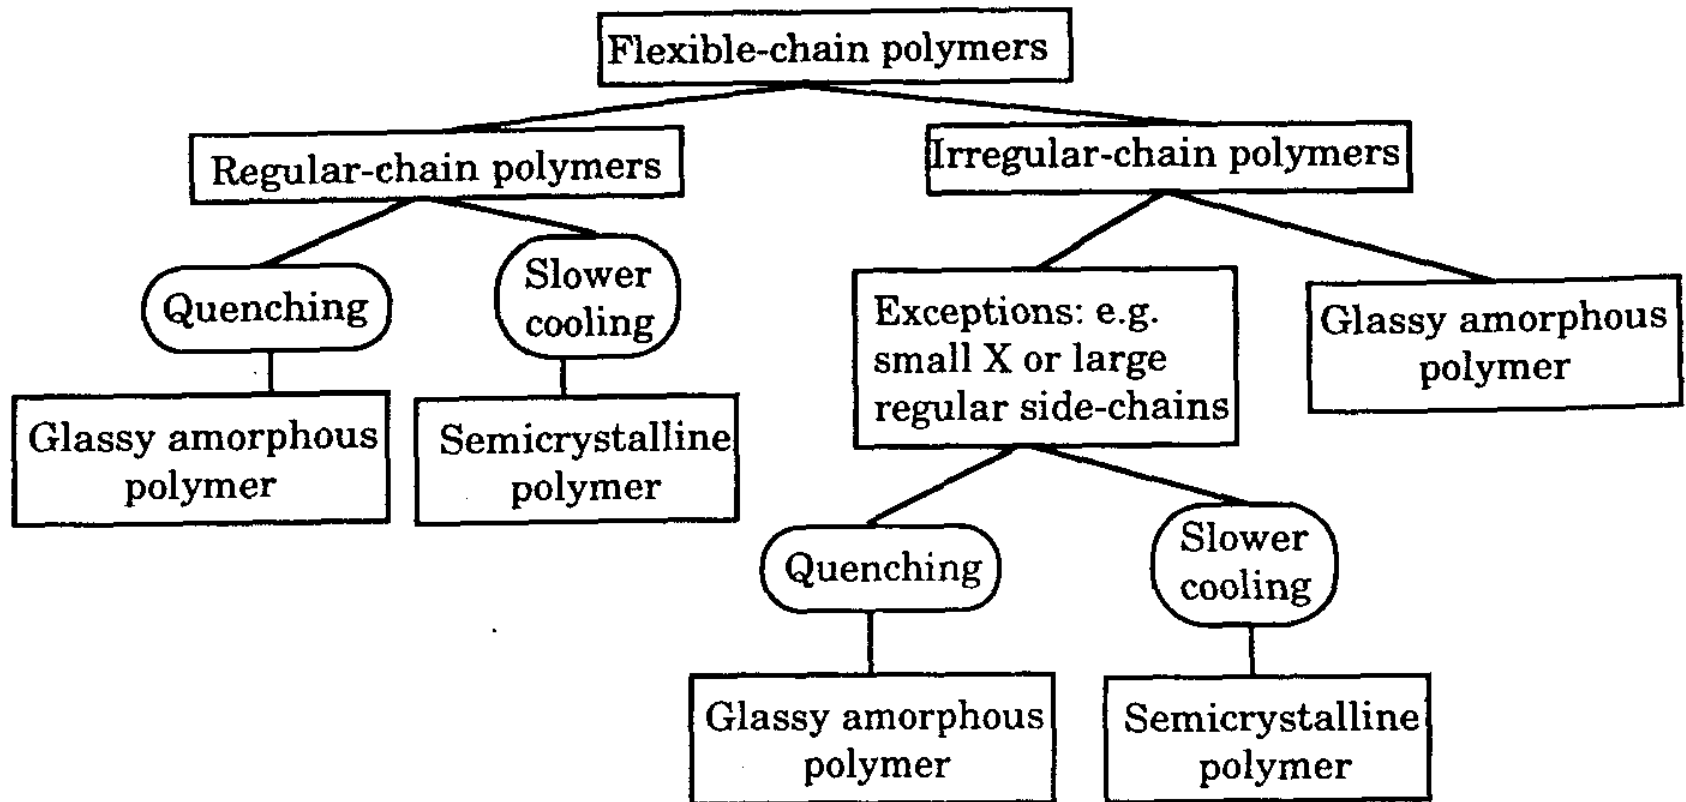 Flexible-chain polymers
Regular-chain polymers
Irregular-chain polymers
Quenching
Slower
cooling
Exceptions: e.g.
small X or large
regular side-chains
Glassy amorphous
polymer
Glassy amorphous
polymer
Semicrystalline
polymer
Quenching
Slower
cooling
Glassy amorphous
polymer
Semicrystalline
polymer